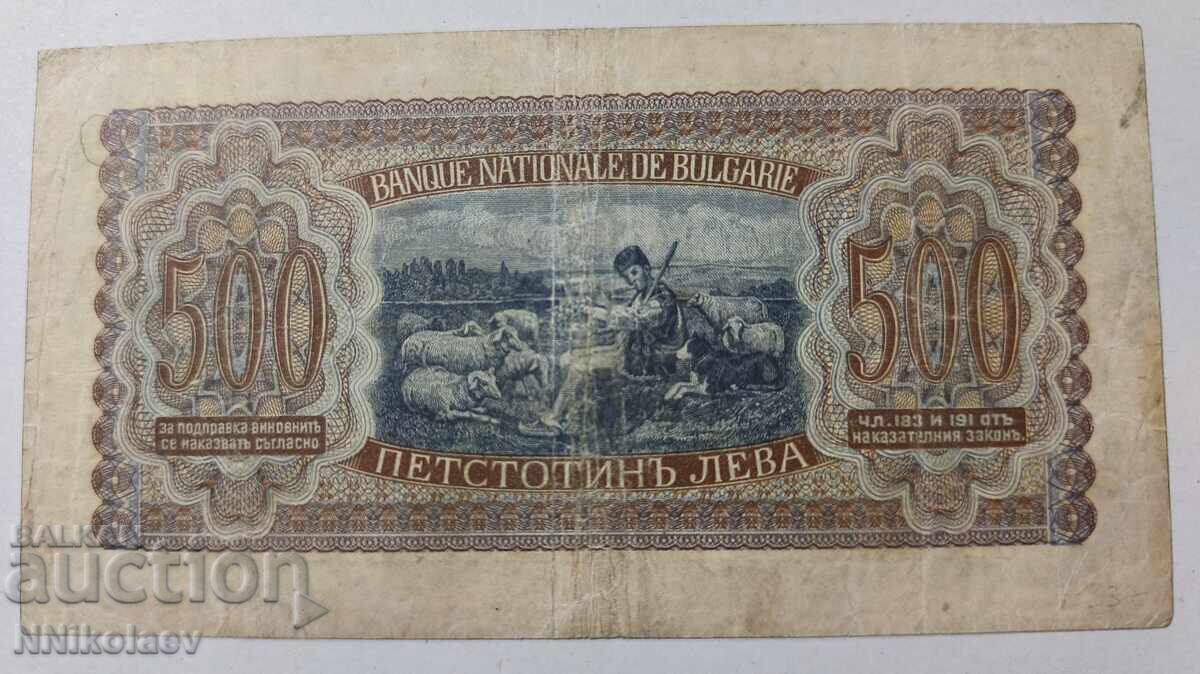 BANQUE NATIONALE DE BULGARIE
500
500
За подправка виновнитѣ
се наказватъ съгласно
Чл. 183 и 191 отъ
наказателния законъ.
ПЕТСТОТИНЪ ЛЕВА
BALKAN
auction
NNikolaev